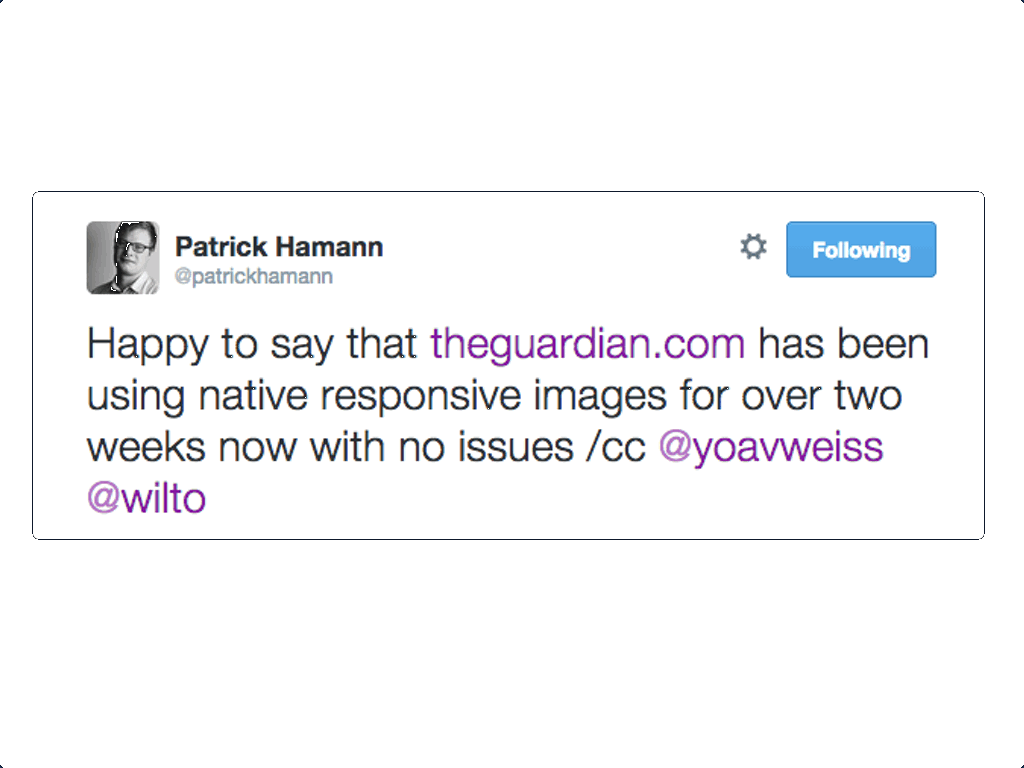 Patrick Hamann
Following
@patrickhamann
Happy to say that theguardian.com has been
using native responsive images for over two
weeks now with no issues /cc @yoavweiss
@wilto